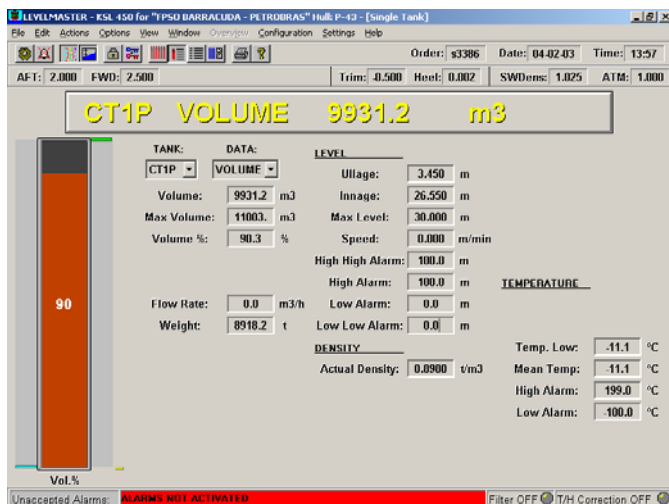 LEVELMASTER - KSL 450 for "FPSO BARRACUDA - PETROBRAS" Hull: P-43 - [Single Tank]
File Edit Actions Options View Window Overview Configuration Settings Help
Order: s3386 Date: 04-02-03 Time: 13:57
AFT: 2.000 FWD: 2.500 Trim: -0.500 Heel: 0.002 SWDens: 1.025 ATM: 1.000
CT1P VOLUME 9931.2 m3
TANK: DATA: LEVEL
CT1P VOLUME Ullage: 3.450 m
Volume: 9931.2 m3 Innage: 26.550 m
Max Volume: 11003. m3 Max Level: 30.000 m
Volume %: 90.3 % Speed: 0.000 m/min
High High Alarm: 100.0 m
High Alarm: 100.0 m TEMPERATURE
90 Flow Rate: 0.0 m3/h Low Alarm: 0.0 m
Weight: 8918.2 t Low Low Alarm: 0.0 m
DENSITY Temp. Low: -11.1 °C
Actual Density: 0.8980 t/m3 Mean Temp: -11.1 °C
High Alarm: 199.0 °C
Low Alarm: -100.0 °C
Vol.%
Unaccepted Alarms: ALARMS NOT ACTIVATED Filter OFF T/H Correction OFF